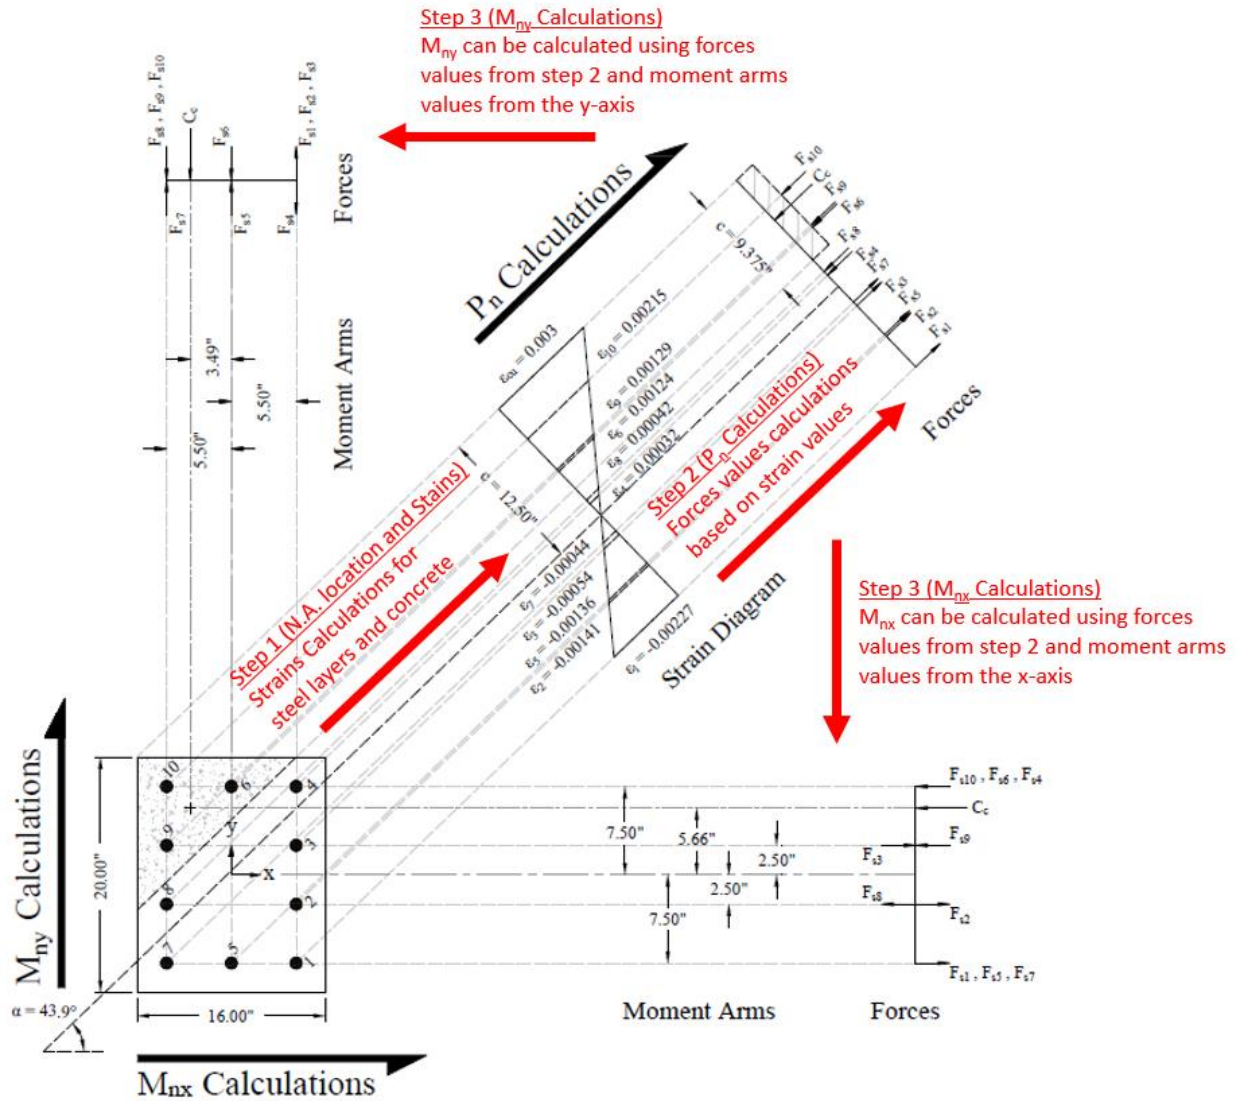 Step 3 (Mny Calculations)
Mny can be calculated using forces
values from step 2 and moment arms
values from the y-axis
Fs8 , Fs9 , Fs10
Cc
Fs6
Fs1 , Fs2 , Fs3
Fs7
Fs5
Fs4
Forces
3.49"
5.50"
5.50"
Moment Arms
Pn Calculations
Fs10
Cc
Fs9
Fs6
Fs8
Fs4
Fs7
Fs3
Fs5
Fs2
Fs1
Forces
c = 9.375"
εcu = 0.003
ε10 = 0.00215
ε9 = 0.00129
ε6 = 0.00124
ε8 = 0.00042
ε4 = 0.00032
c = 12.50"
ε7 = -0.00044
ε3 = -0.00054
ε5 = -0.00136
ε2 = -0.00141
ε1 = -0.00227
Strain Diagram
Step 1 (N.A. location and Stains)
Strains Calculations for
steel layers and concrete
Step 2 (Pn Calculations)
Forces values calculations
based on strain values
Step 3 (Mnx Calculations)
Mnx can be calculated using forces
values from step 2 and moment arms
values from the x-axis
Mny Calculations
20.00"
10
6
4
9
y
3
x
8
2
7
5
1
α = 43.9°
16.00"
Mnx Calculations
7.50"
5.66"
2.50"
2.50"
7.50"
Moment Arms
Fs10 , Fs6 , Fs4
Cc
Fs9
Fs3
Fs8
Fs2
Fs1 , Fs5 , Fs7
Forces